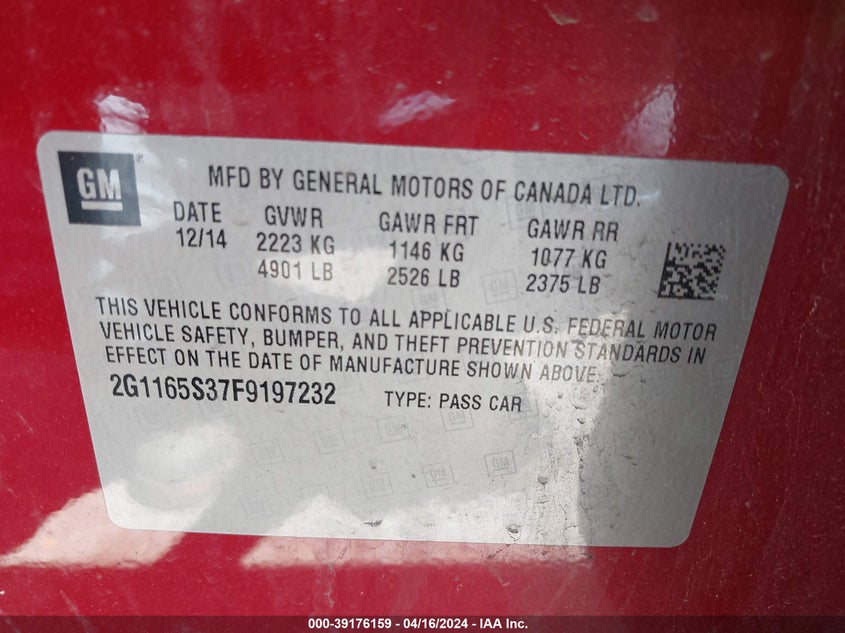 GM
MFD BY GENERAL MOTORS OF CANADA LTD.
DATE GVWR GAWR FRT GAWR RR
12/14 2223 KG 1146 KG 1077 KG
4901 LB 2526 LB 2375 LB
THIS VEHICLE CONFORMS TO ALL APPLICABLE U.S. FEDERAL MOTOR
VEHICLE SAFETY, BUMPER, AND THEFT PREVENTION STANDARDS IN
EFFECT ON THE DATE OF MANUFACTURE SHOWN ABOVE.
2G1165S37F9197232 TYPE: PASS CAR
000-39176159 - 04/16/2024 - IAA Inc.